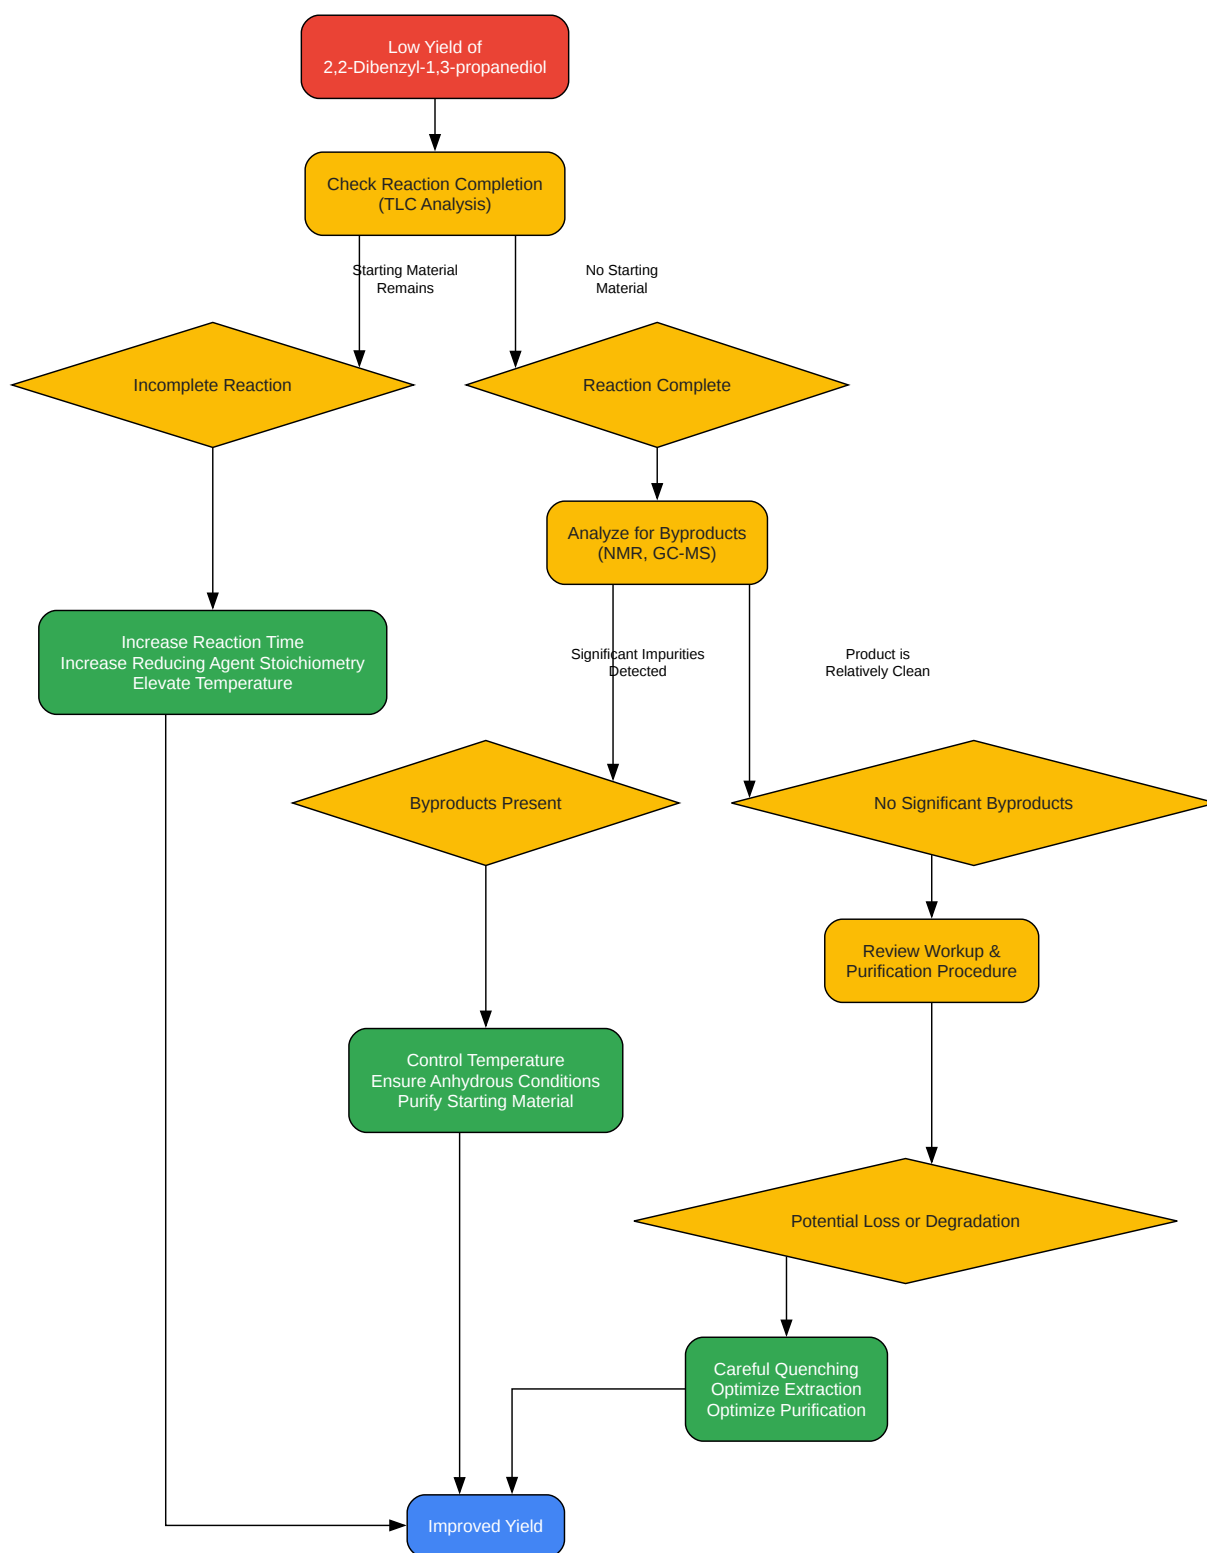 Low Yield of
2,2-Dibenzyl-1,3-propanediol
Check Reaction Completion
(TLC Analysis)
Starting Material
Remains
No Starting
Material
Incomplete Reaction
Reaction Complete
Analyze for Byproducts
(NMR, GC-MS)
Increase Reaction Time
Increase Reducing Agent Stoichiometry
Elevate Temperature
Significant Impurities
Detected
Product is
Relatively Clean
Byproducts Present
No Significant Byproducts
Review Workup &
Purification Procedure
Control Temperature
Ensure Anhydrous Conditions
Purify Starting Material
Potential Loss or Degradation
Careful Quenching
Optimize Extraction
Optimize Purification
Improved Yield